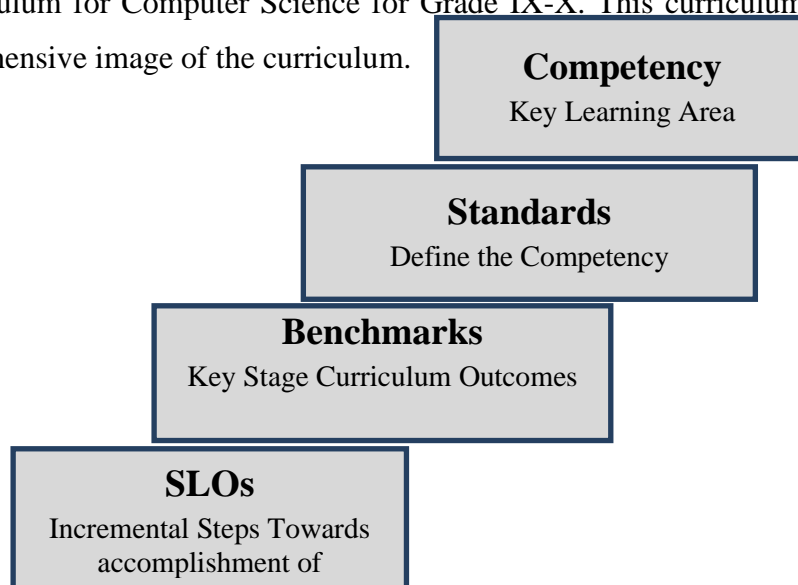 ulum for Computer Science for Grade IX-X. This curriculum
hensive image of the curriculum.
Competency
Key Learning Area
Standards
Define the Competency
Benchmarks
Key Stage Curriculum Outcomes
SLOs
Incremental Steps Towards
accomplishment of